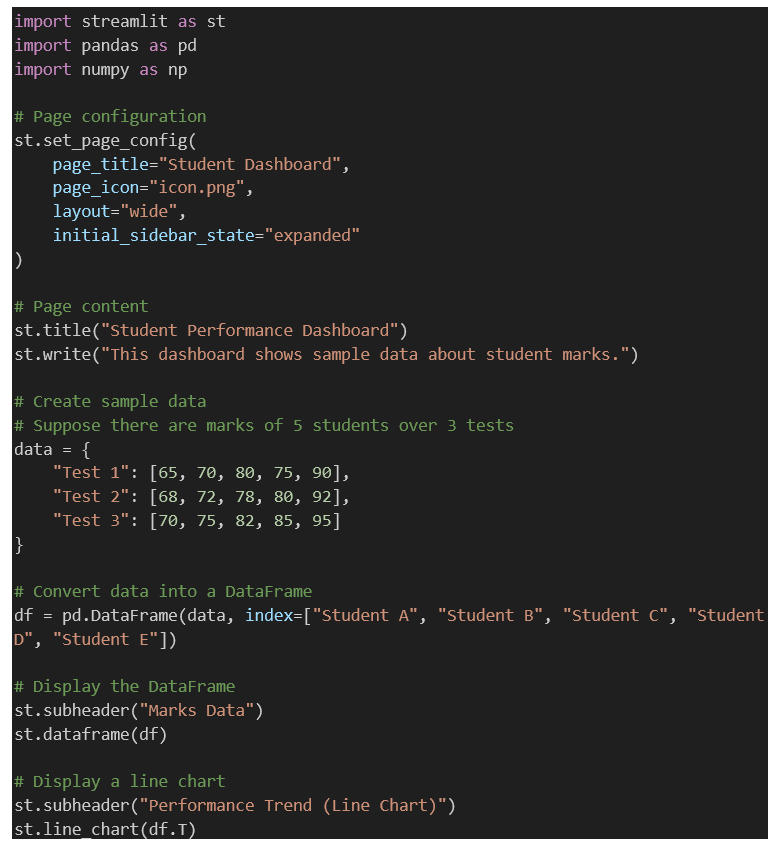 import streamlit as st
import pandas as pd
import numpy as np

# Page configuration
st.set_page_config(
    page_title="Student Dashboard",
    page_icon="icon.png",
    layout="wide",
    initial_sidebar_state="expanded"
)

# Page content
st.title("Student Performance Dashboard")
st.write("This dashboard shows sample data about student marks.")

# Create sample data
# Suppose there are marks of 5 students over 3 tests
data = {
    "Test 1": [65, 70, 80, 75, 90],
    "Test 2": [68, 72, 78, 80, 92],
    "Test 3": [70, 75, 82, 85, 95]
}

# Convert data into a DataFrame
df = pd.DataFrame(data, index=["Student A", "Student B", "Student C", "Student
D", "Student E"])

# Display the DataFrame
st.subheader("Marks Data")
st.dataframe(df)

# Display a line chart
st.subheader("Performance Trend (Line Chart)")
st.line_chart(df.T)